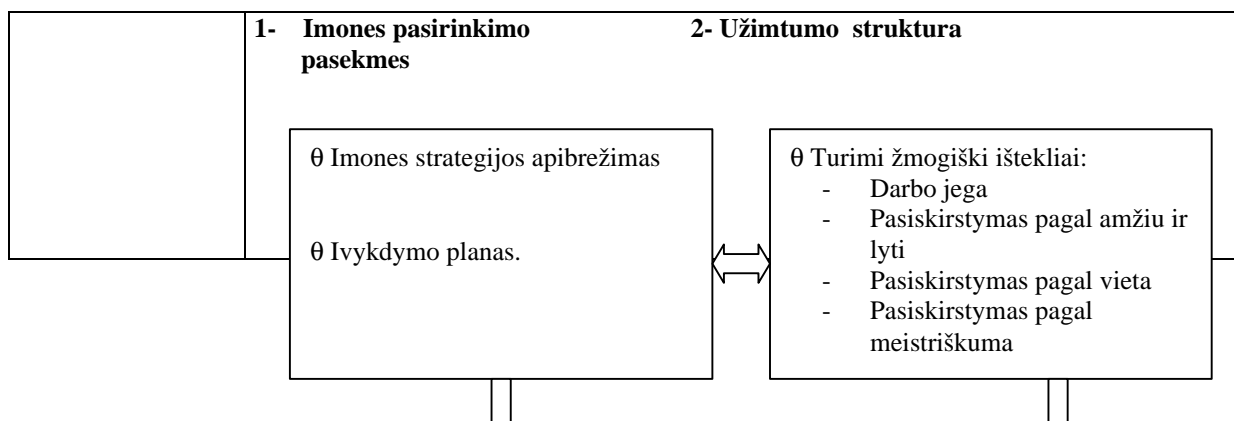 1- Imones pasirinkimo
pasekmes
2- Užimtumo struktura
θ Imones strategijos apibrežimas
θ Ivykdymo planas.
θ Turimi žmogiški ištekliai:
- Darbo jega
- Pasiskirstymas pagal amžiu ir
lyti
- Pasiskirstymas pagal vieta
- Pasiskirstymas pagal
meistriškuma